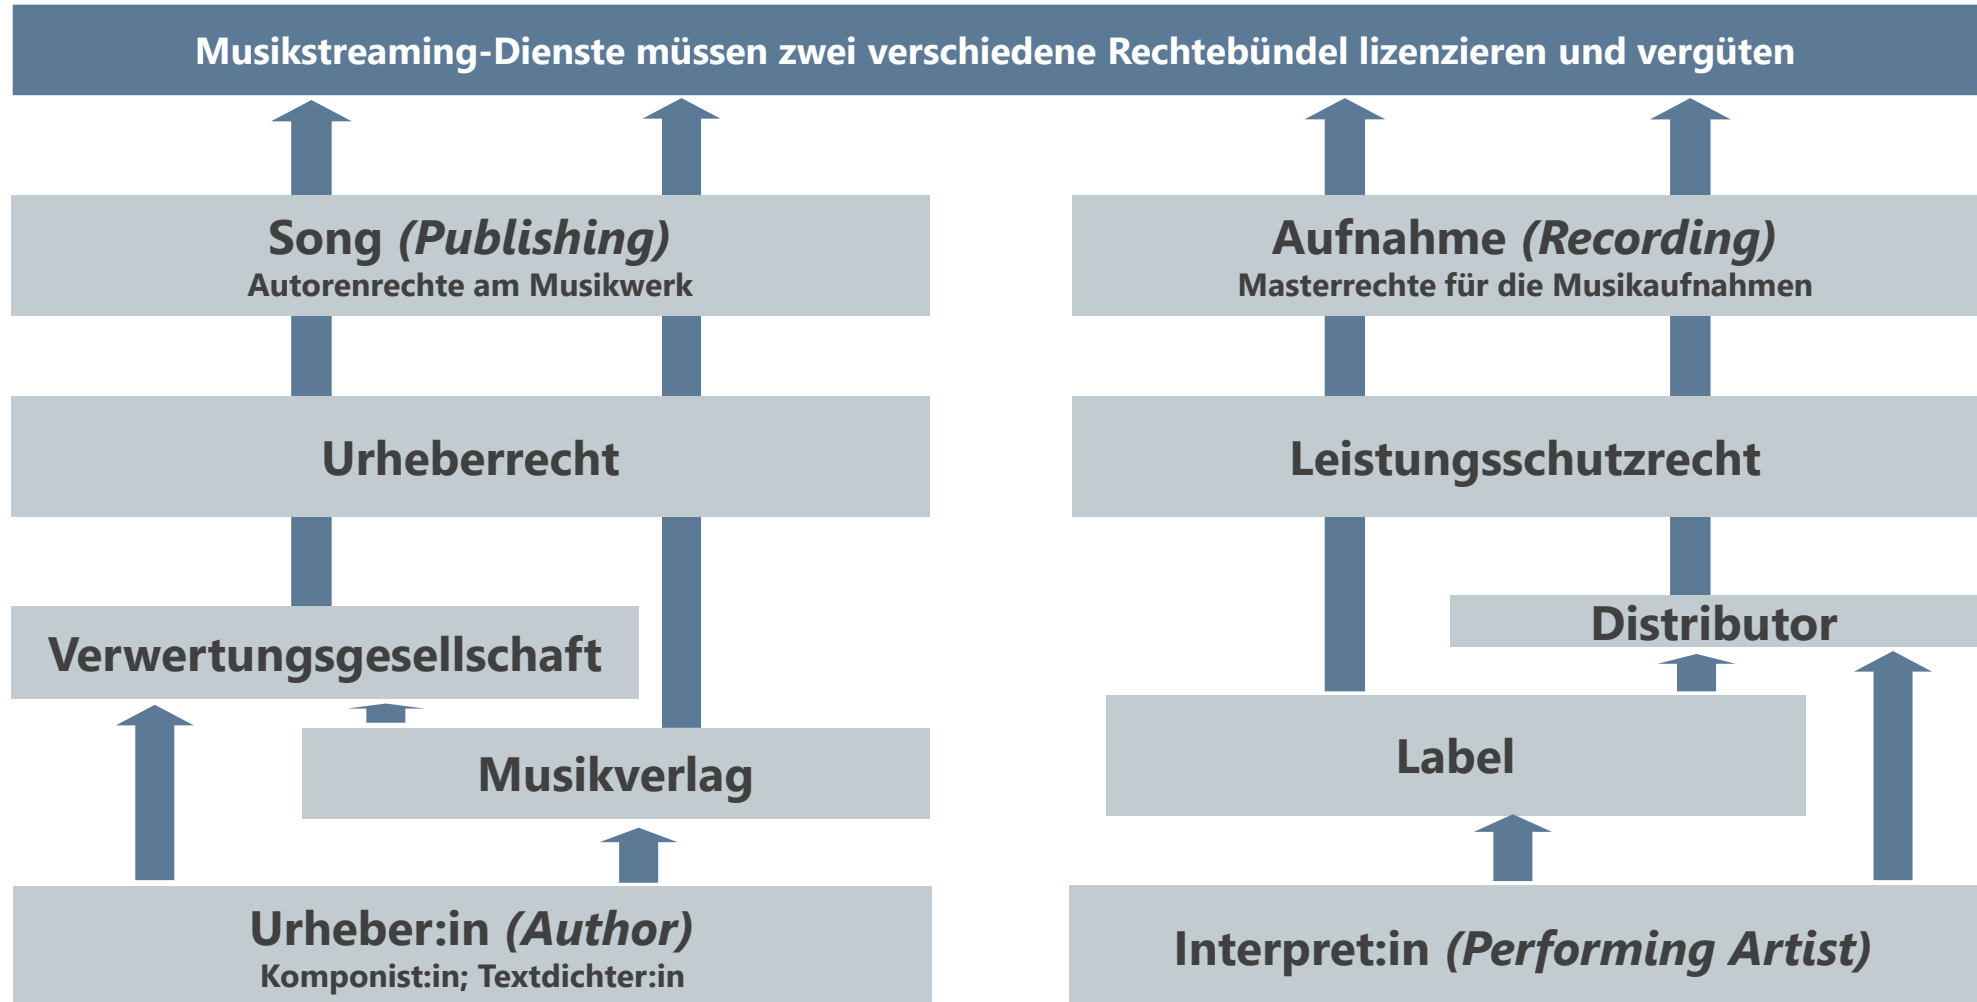 Musikstreaming-Dienste müssen zwei verschiedene Rechtebündel lizenzieren und vergüten
Song (Publishing)
Autorenrechte am Musikwerk
Urheberrecht
Verwertungsgesellschaft
Musikverlag
Urheber:in (Author)
Komponist:in; Textdichter:in
Aufnahme (Recording)
Masterrechte für die Musikaufnahmen
Leistungsschutzrecht
Distributor
Label
Interpret:in (Performing Artist)